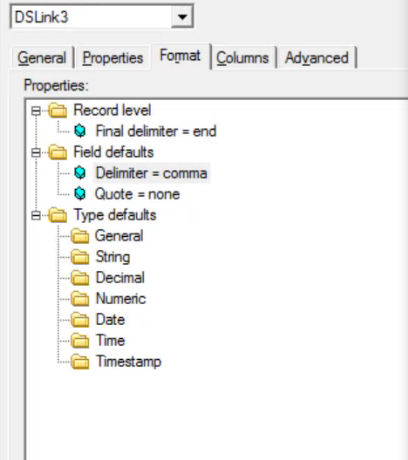 DSLink3
General Properties Format Columns Advanced
Properties:
Record level
Final delimiter = end
Field defaults
Delimiter = comma
Quote = none
Type defaults
General
String
Decimal
Numeric
Date
Time
Timestamp